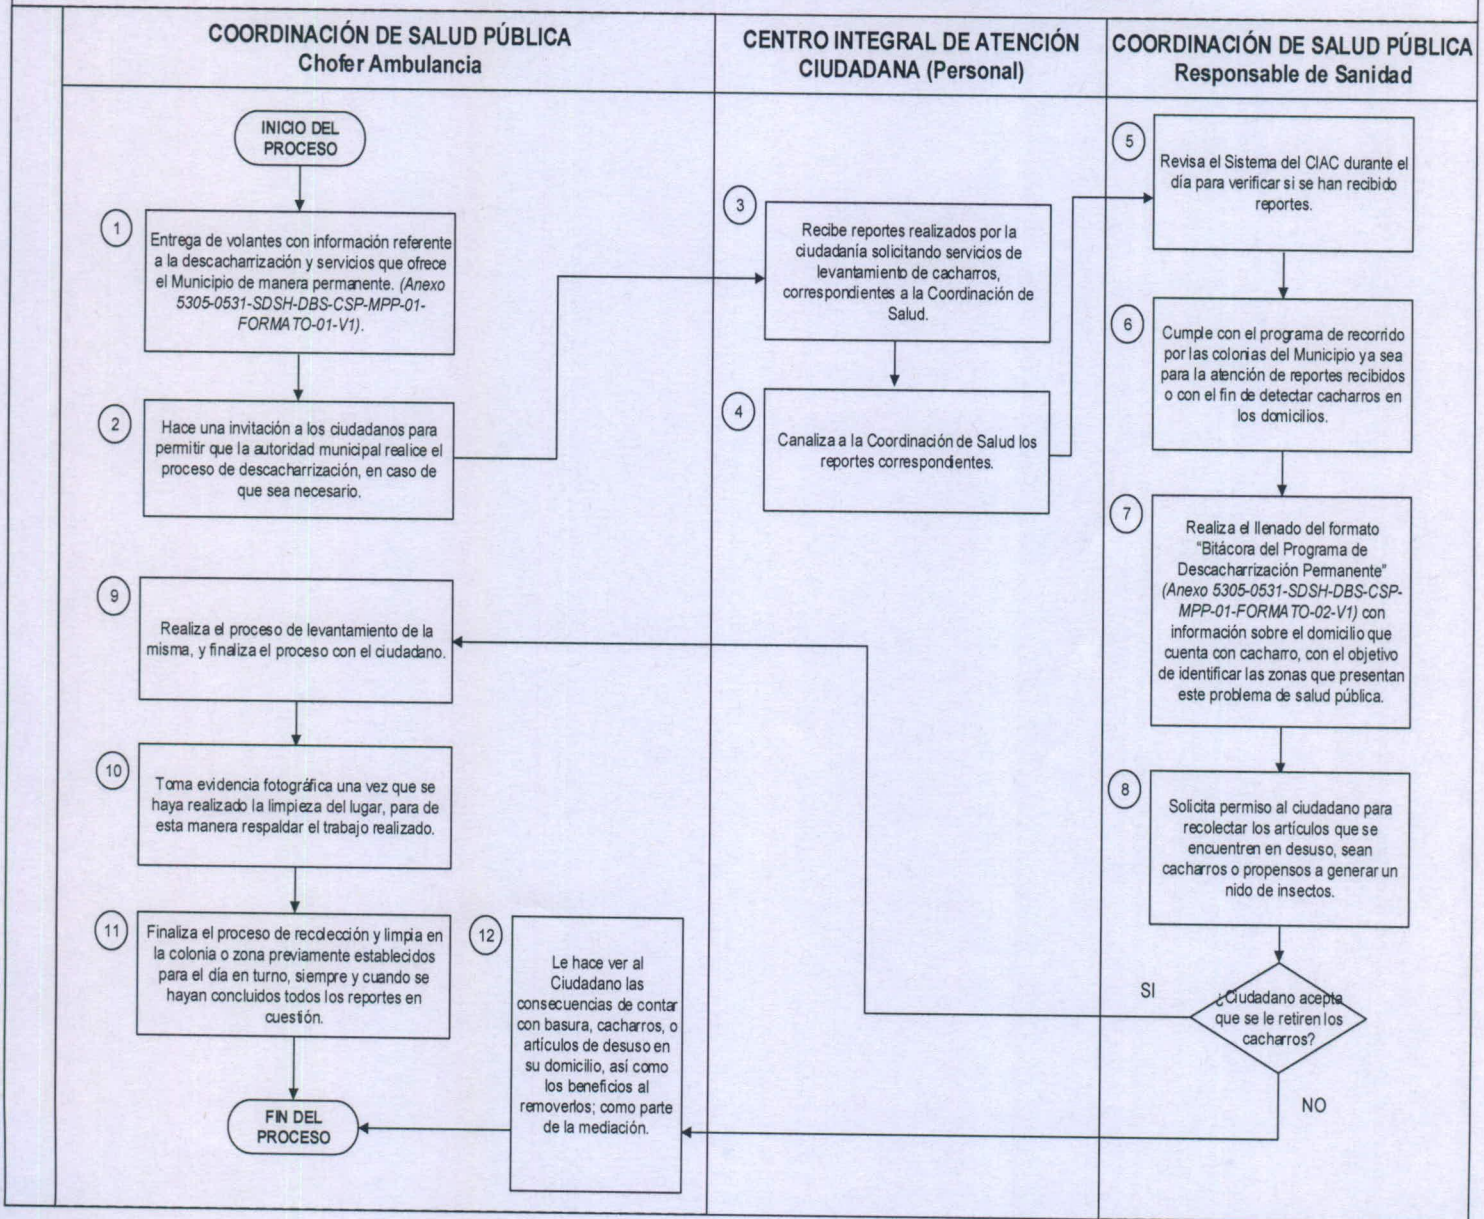 COORDINACIÓN DE SALUD PÚBLICA
Chofer Ambulancia
CENTRO INTEGRAL DE ATENCIÓN
CIUDADANA (Personal)
COORDINACIÓN DE SALUD PÚBLICA
Responsable de Sanidad
INICIO DEL
PROCESO
1
Entrega de volantes con información referente
a la descacharrización y servicios que ofrece
el Municipio de manera permanente. (Anexo
5305-0531-SDSH-DBS-CSP-MPP-01-
FORMATO-01-V1).
2
Hace una invitación a los ciudadanos para
permitir que la autoridad municipal realice el
proceso de descacharrización, en caso de
que sea necesario.
3
Recibe reportes realizados por la
ciudadanía solicitando servicios de
levantamiento de cacharros,
correspondientes a la Coordinación de
Salud.
4
Canaliza a la Coordinación de Salud los
reportes correspondientes.
5
Revisa el Sistema del CIAC durante el
día para verificar si se han recibido
reportes.
6
Cumple con el programa de recorrido
por las colonias del Municipio ya sea
para la atención de reportes recibidos
o con el fin de detectar cacharros en
los domicilios.
7
Realiza el llenado del formato
"Bitácora del Programa de
Descacharrización Permanente"
(Anexo 5305-0531-SDSH-DBS-CSP-
MPP-01-FORMATO-02-V1) con
información sobre el domicilio que
cuenta con cacharro, con el objetivo
de identificar las zonas que presentan
este problema de salud pública.
8
Solicita permiso al ciudadano para
recolectar los artículos que se
encuentren en desuso, sean
cacharros o propensos a generar un
nido de insectos.
¿Ciudadano acepta
que se le retiren los
cacharros?
SI
NO
9
Realiza el proceso de levantamiento de la
misma, y finaliza el proceso con el ciudadano.
10
Toma evidencia fotográfica una vez que se
haya realizado la limpieza del lugar, para de
esta manera respaldar el trabajo realizado.
11
Finaliza el proceso de recolección y limpia en
la colonia o zona previamente establecidos
para el día en turno, siempre y cuando se
hayan concluidos todos los reportes en
cuestión.
12
Le hace ver al
Ciudadano las
consecuencias de contar
con basura, cacharros, o
artículos de desuso en
su domicilio, así como
los beneficios al
removerlos; como parte
de la mediación.
FIN DEL
PROCESO